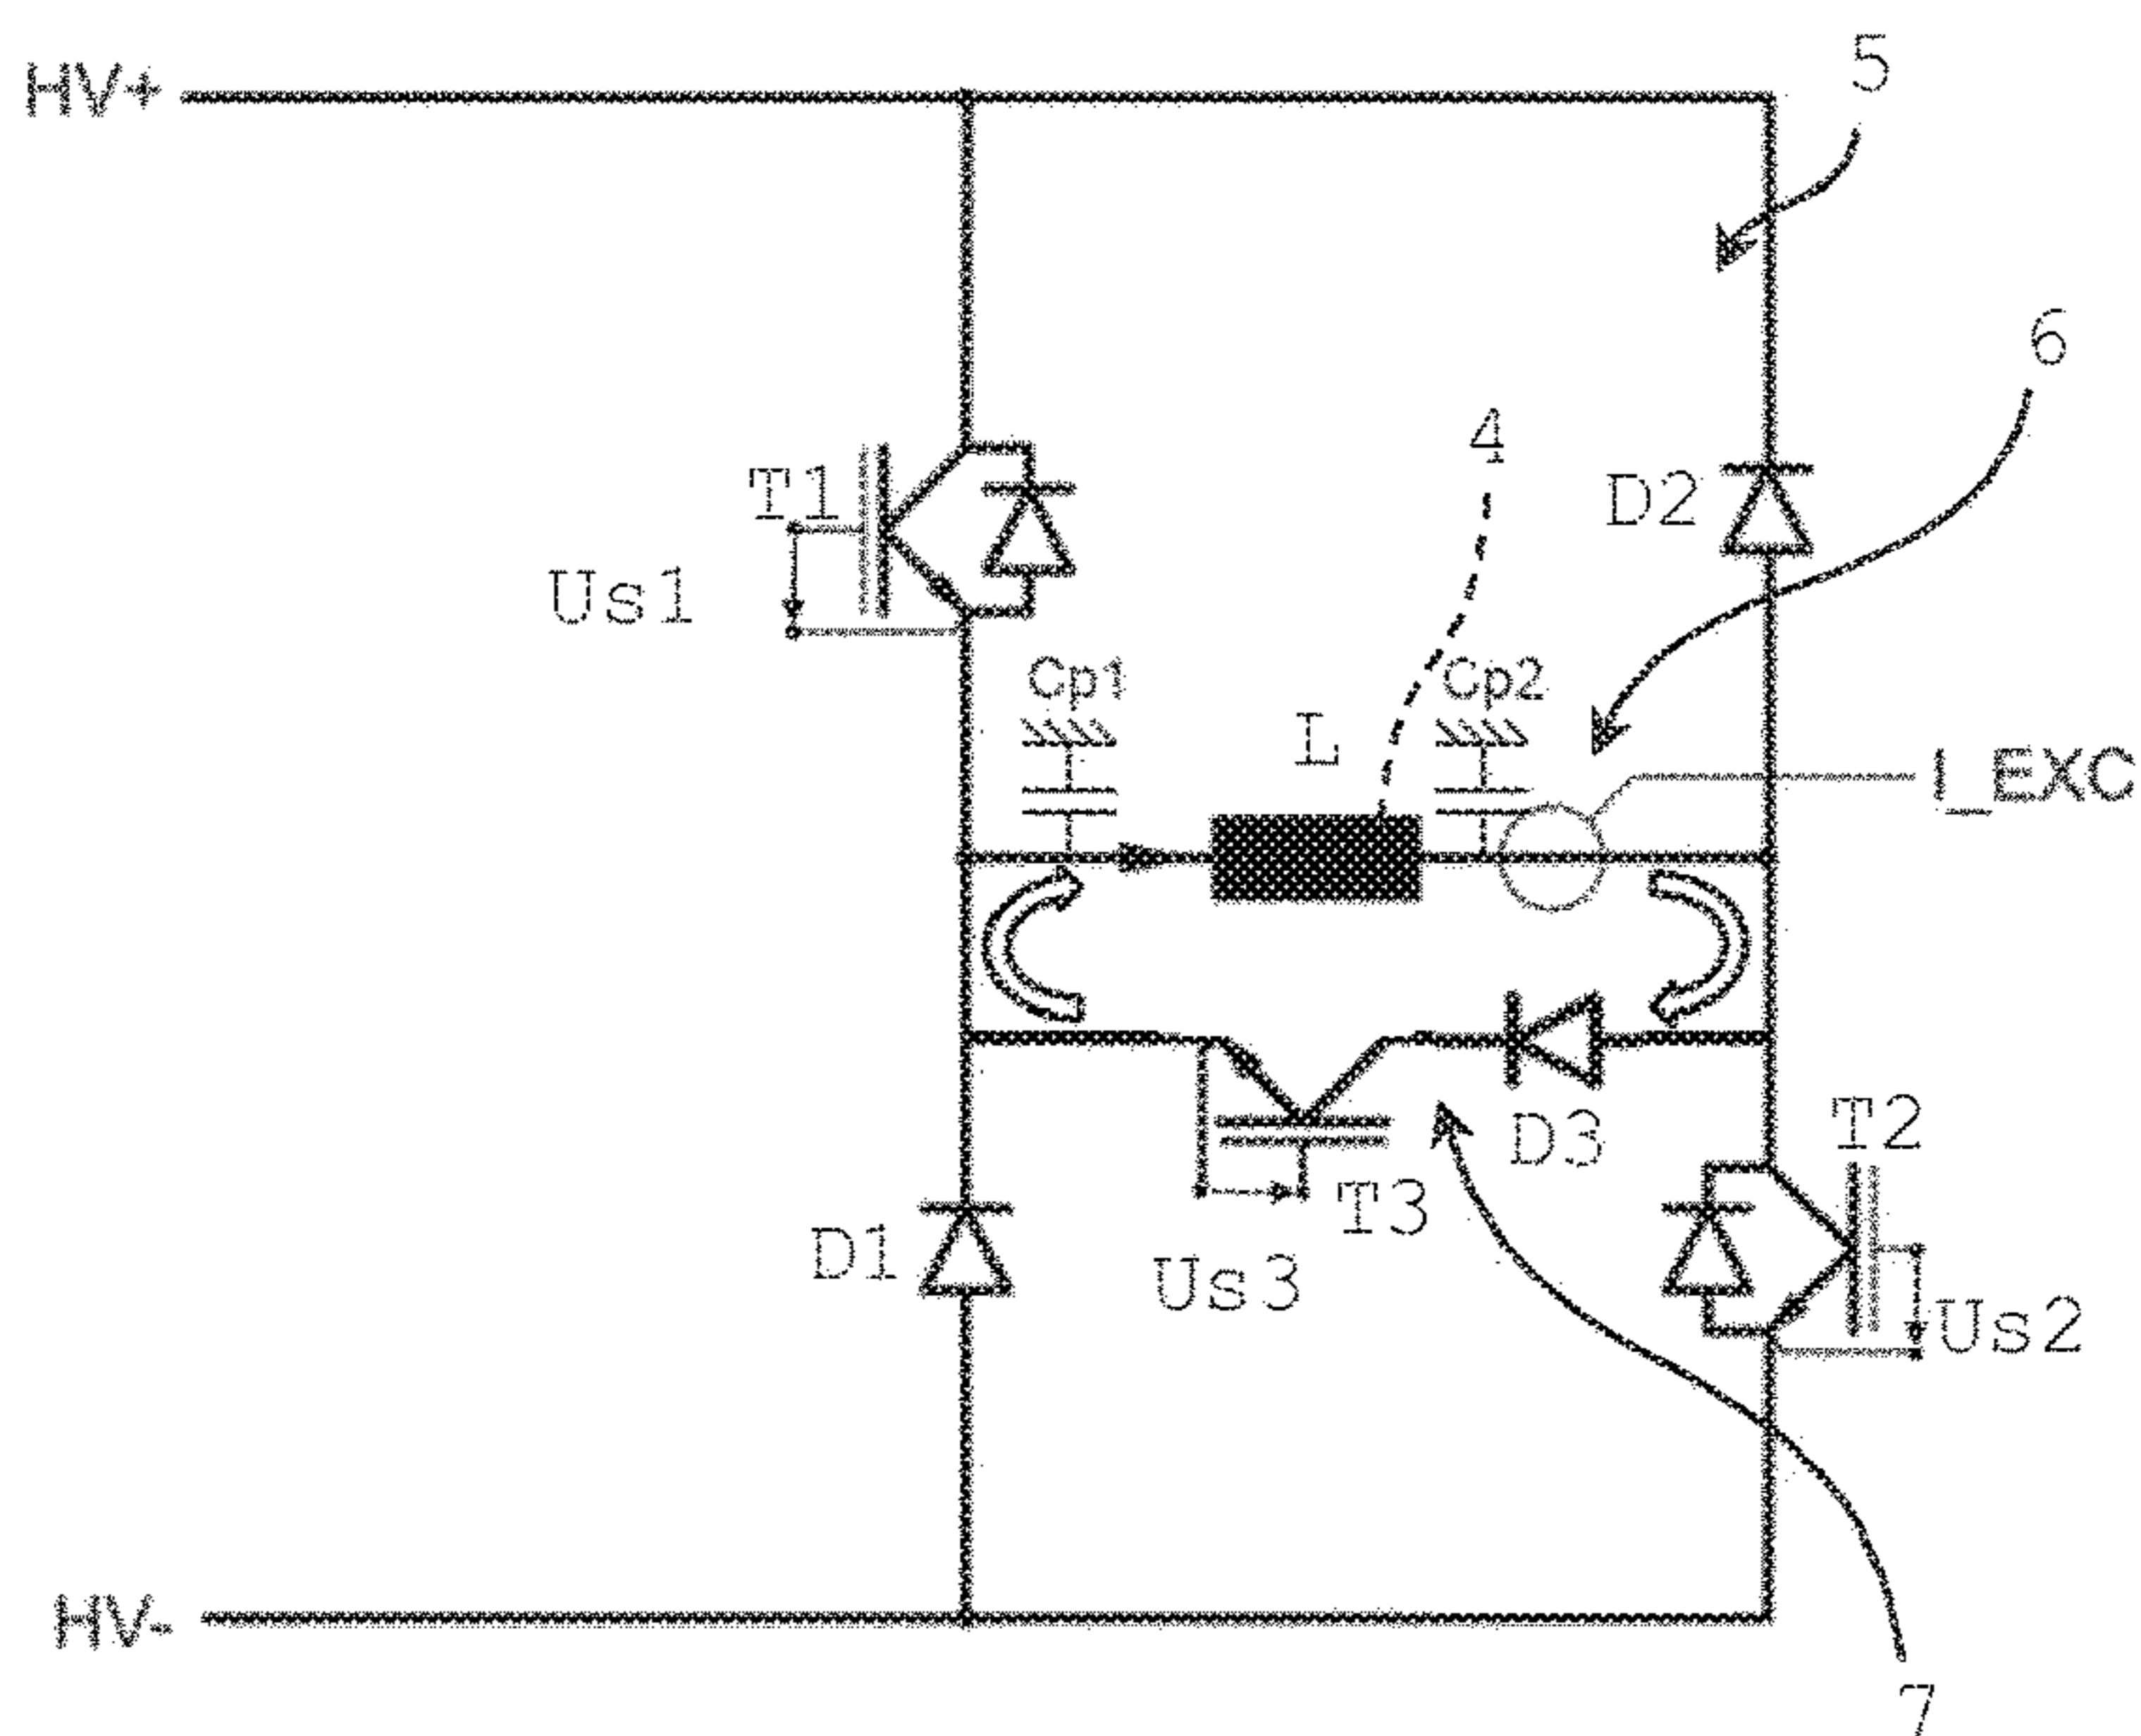 5
HV+
6
4
T1
D2
Us1
Cp1
Cp2
L
I_EXC
D3
T2
T3
D1
Us3
Us2
HV-
7